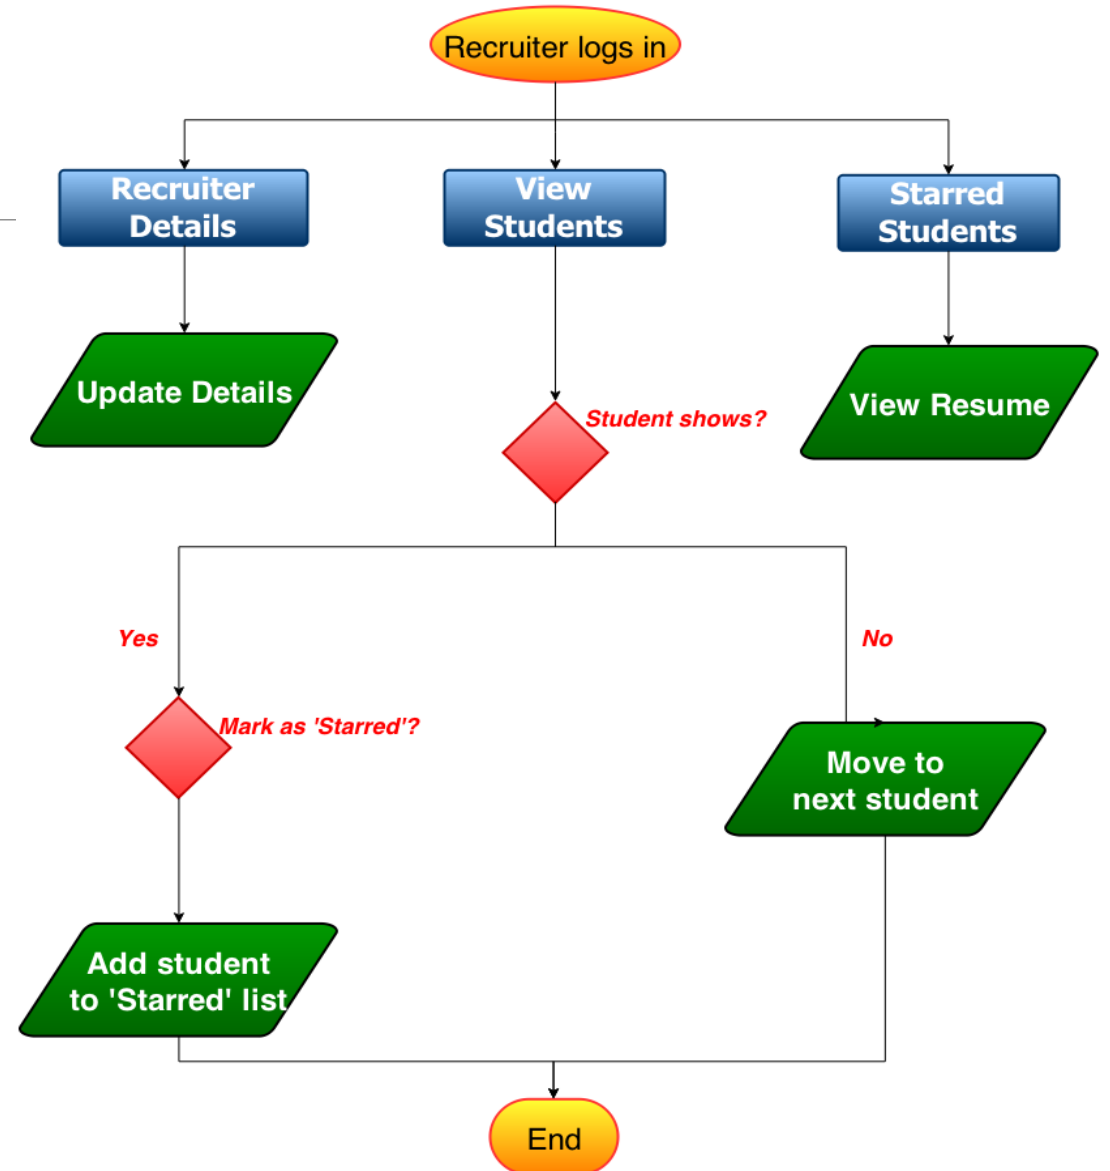 Recruiter logs in
Recruiter
Details
View
Students
Starred
Students
Update Details
View Resume
Student shows?
Yes
No
Mark as 'Starred'?
Move to
next student
Add student
to 'Starred' list
End